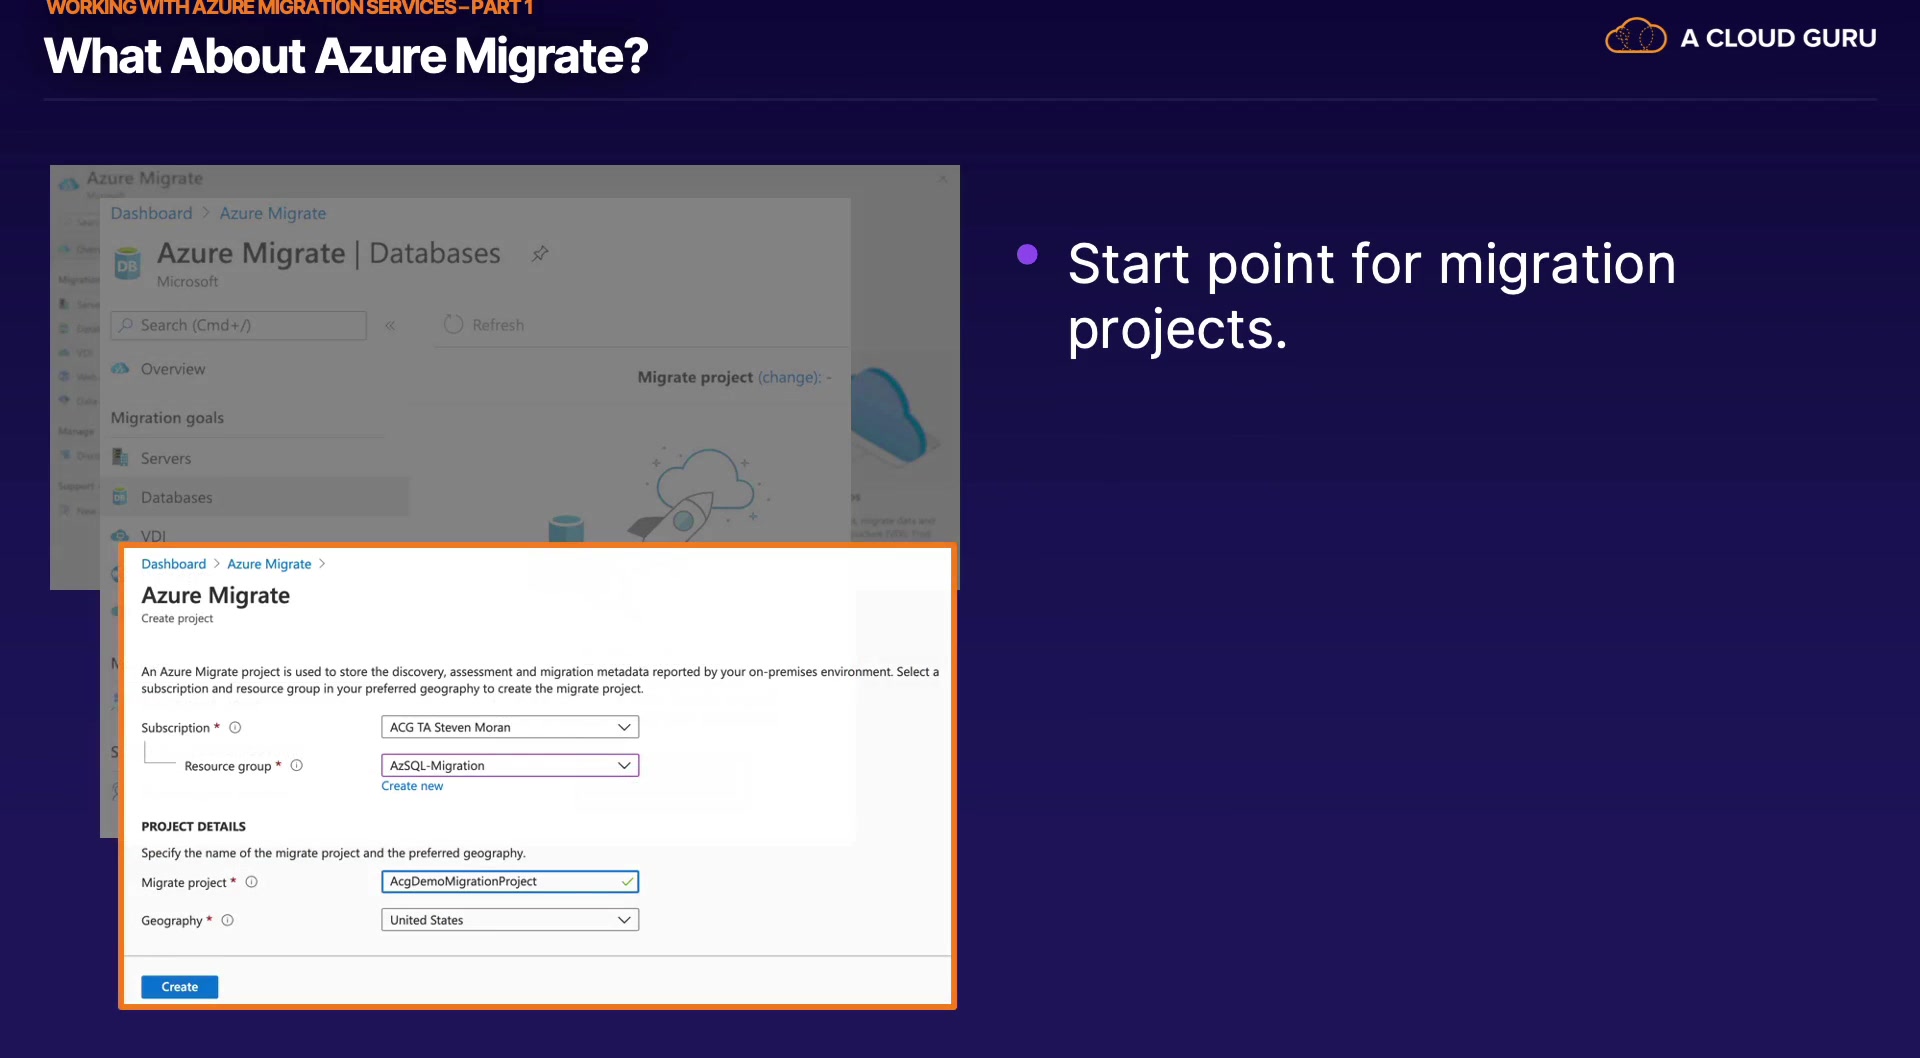 WORKING WITH AZURE MIGRATION SERVICES – PART 1
What About Azure Migrate?
A CLOUD GURU
Azure Migrate
Microsoft
Dashboard > Azure Migrate
Azure Migrate | Databases
Microsoft
Search (Cmd+/)
«
Refresh
Overview
Migrate project (change): -
Migration goals
Servers
Databases
VDI
Manage
Support
Dashboard > Azure Migrate >
Azure Migrate
Create project
An Azure Migrate project is used to store the discovery, assessment and migration metadata reported by your on-premises environment. Select a
subscription and resource group in your preferred geography to create the migrate project.
Subscription *
ACG TA Steven Moran
Resource group *
AzSQL-Migration
Create new
PROJECT DETAILS
Specify the name of the migrate project and the preferred geography.
Migrate project *
AcgDemoMigrationProject
Geography *
United States
Create
• Start point for migration
projects.